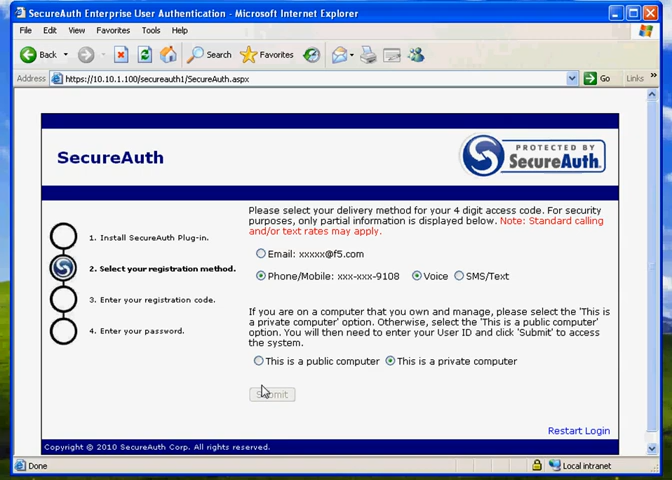 SecureAuth Enterprise User Authentication - Microsoft Internet Explorer
File Edit View Favorites Tools Help
Back Search Favorites
Address https://10.10.1.100/secureauth1/SecureAuth.aspx Go Links »
SecureAuth
PROTECTED BY
SecureAuth
1. Install SecureAuth Plug-in.
2. Select your registration method.
3. Enter your registration code.
4. Enter your password.
Please select your delivery method for your 4 digit access code. For security
purposes, only partial information is displayed below. Note: Standard calling
and/or text rates may apply.
Email: xxxxx@f5.com
Phone/Mobile: xxx-xxx-9108 Voice SMS/Text
If you are on a computer that you own and manage, please select the 'This is
a private computer' option. Otherwise, select the 'This is a public computer'
option. You will then need to enter your User ID and click 'Submit' to access
the system.
This is a public computer This is a private computer
Submit
Restart Login
Copyright © 2010 SecureAuth Corp. All rights reserved.
Done Local intranet